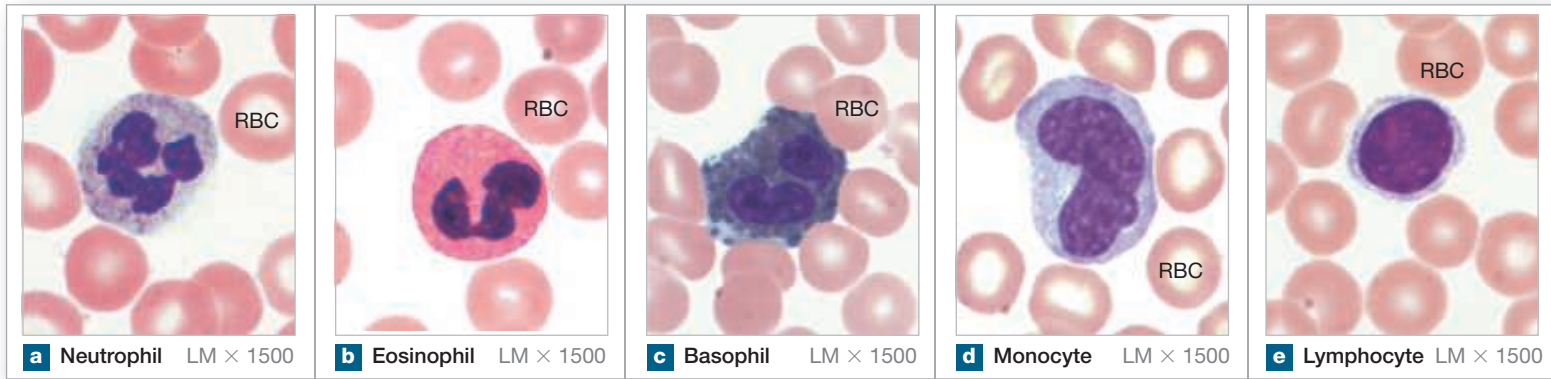 RBC
RBC
RBC
RBC
RBC
a Neutrophil LM × 1500
b Eosinophil LM × 1500
c Basophil LM × 1500
d Monocyte LM × 1500
e Lymphocyte LM × 1500